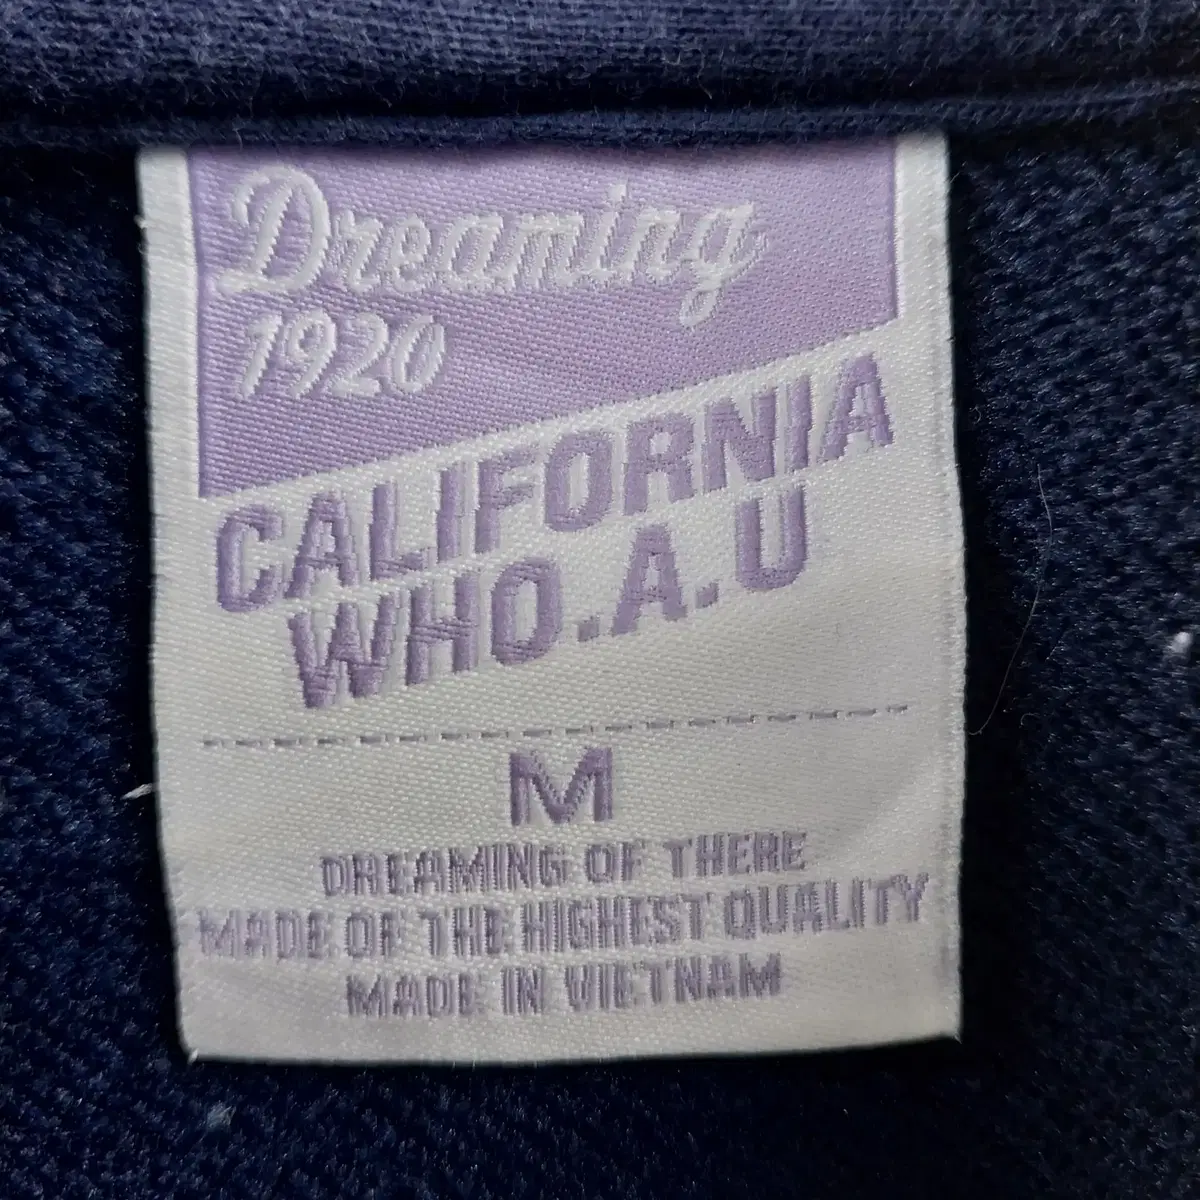 Dreaming
1920
CALIFORNIA
WHO.A.U
M
DREAMING OF THERE
MADE OF THE HIGHEST QUALITY
MADE IN VIETNAM